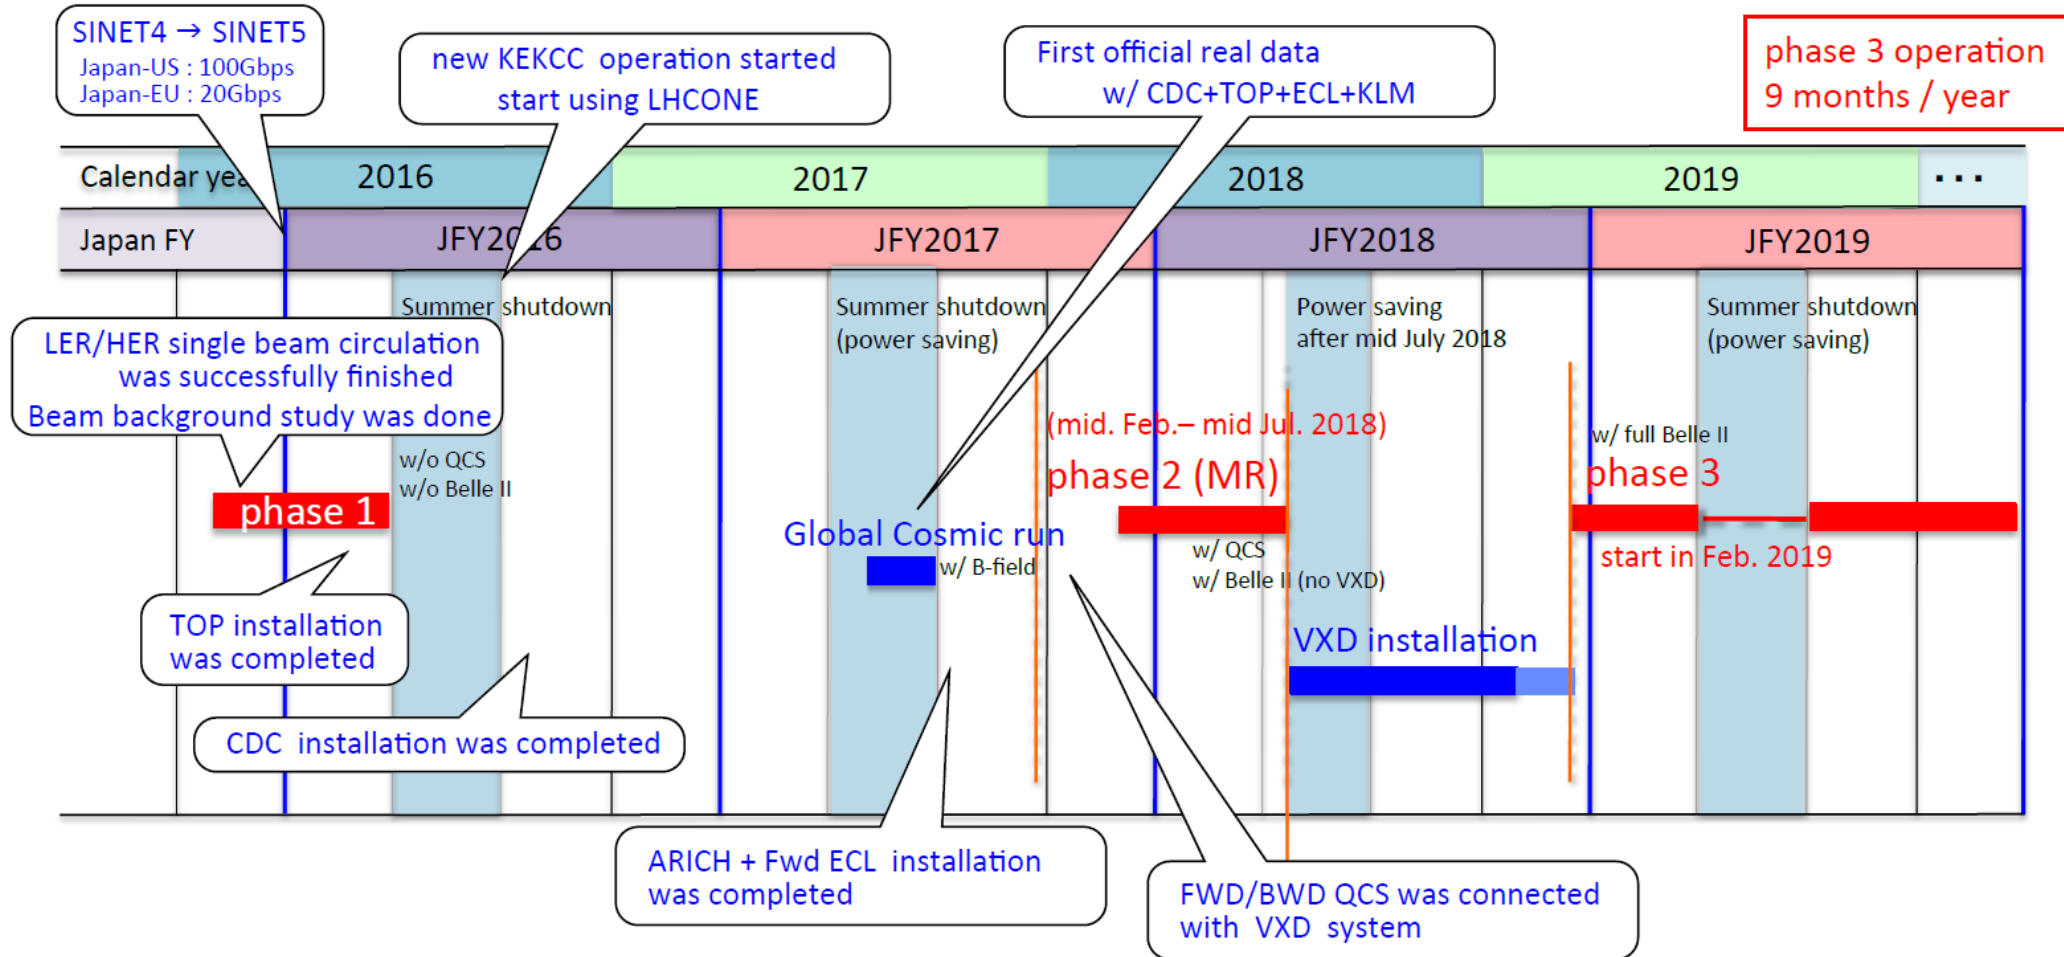 SINET4 → SINET5
Japan-US : 100Gbps
Japan-EU : 20Gbps
new KEKCC operation started
start using LHCONE
First official real data
w/ CDC+TOP+ECL+KLM
phase 3 operation
9 months / year
Calendar yea
2016
2017
2018
2019
...
Japan FY
JFY2016
JFY2017
JFY2018
JFY2019
Summer shutdown
Summer shutdown
(power saving)
Power saving
after mid July 2018
Summer shutdown
(power saving)
LER/HER single beam circulation
was successfully finished
Beam background study was done
w/o QCS
w/o Belle II
phase 1
(mid. Feb.– mid Jul. 2018)
phase 2 (MR)
w/ full Belle II
phase 3
Global Cosmic run
w/ B-field
w/ QCS
w/ Belle II (no VXD)
start in Feb. 2019
TOP installation
was completed
VXD installation
CDC installation was completed
ARICH + Fwd ECL installation
was completed
FWD/BWD QCS was connected
with VXD system